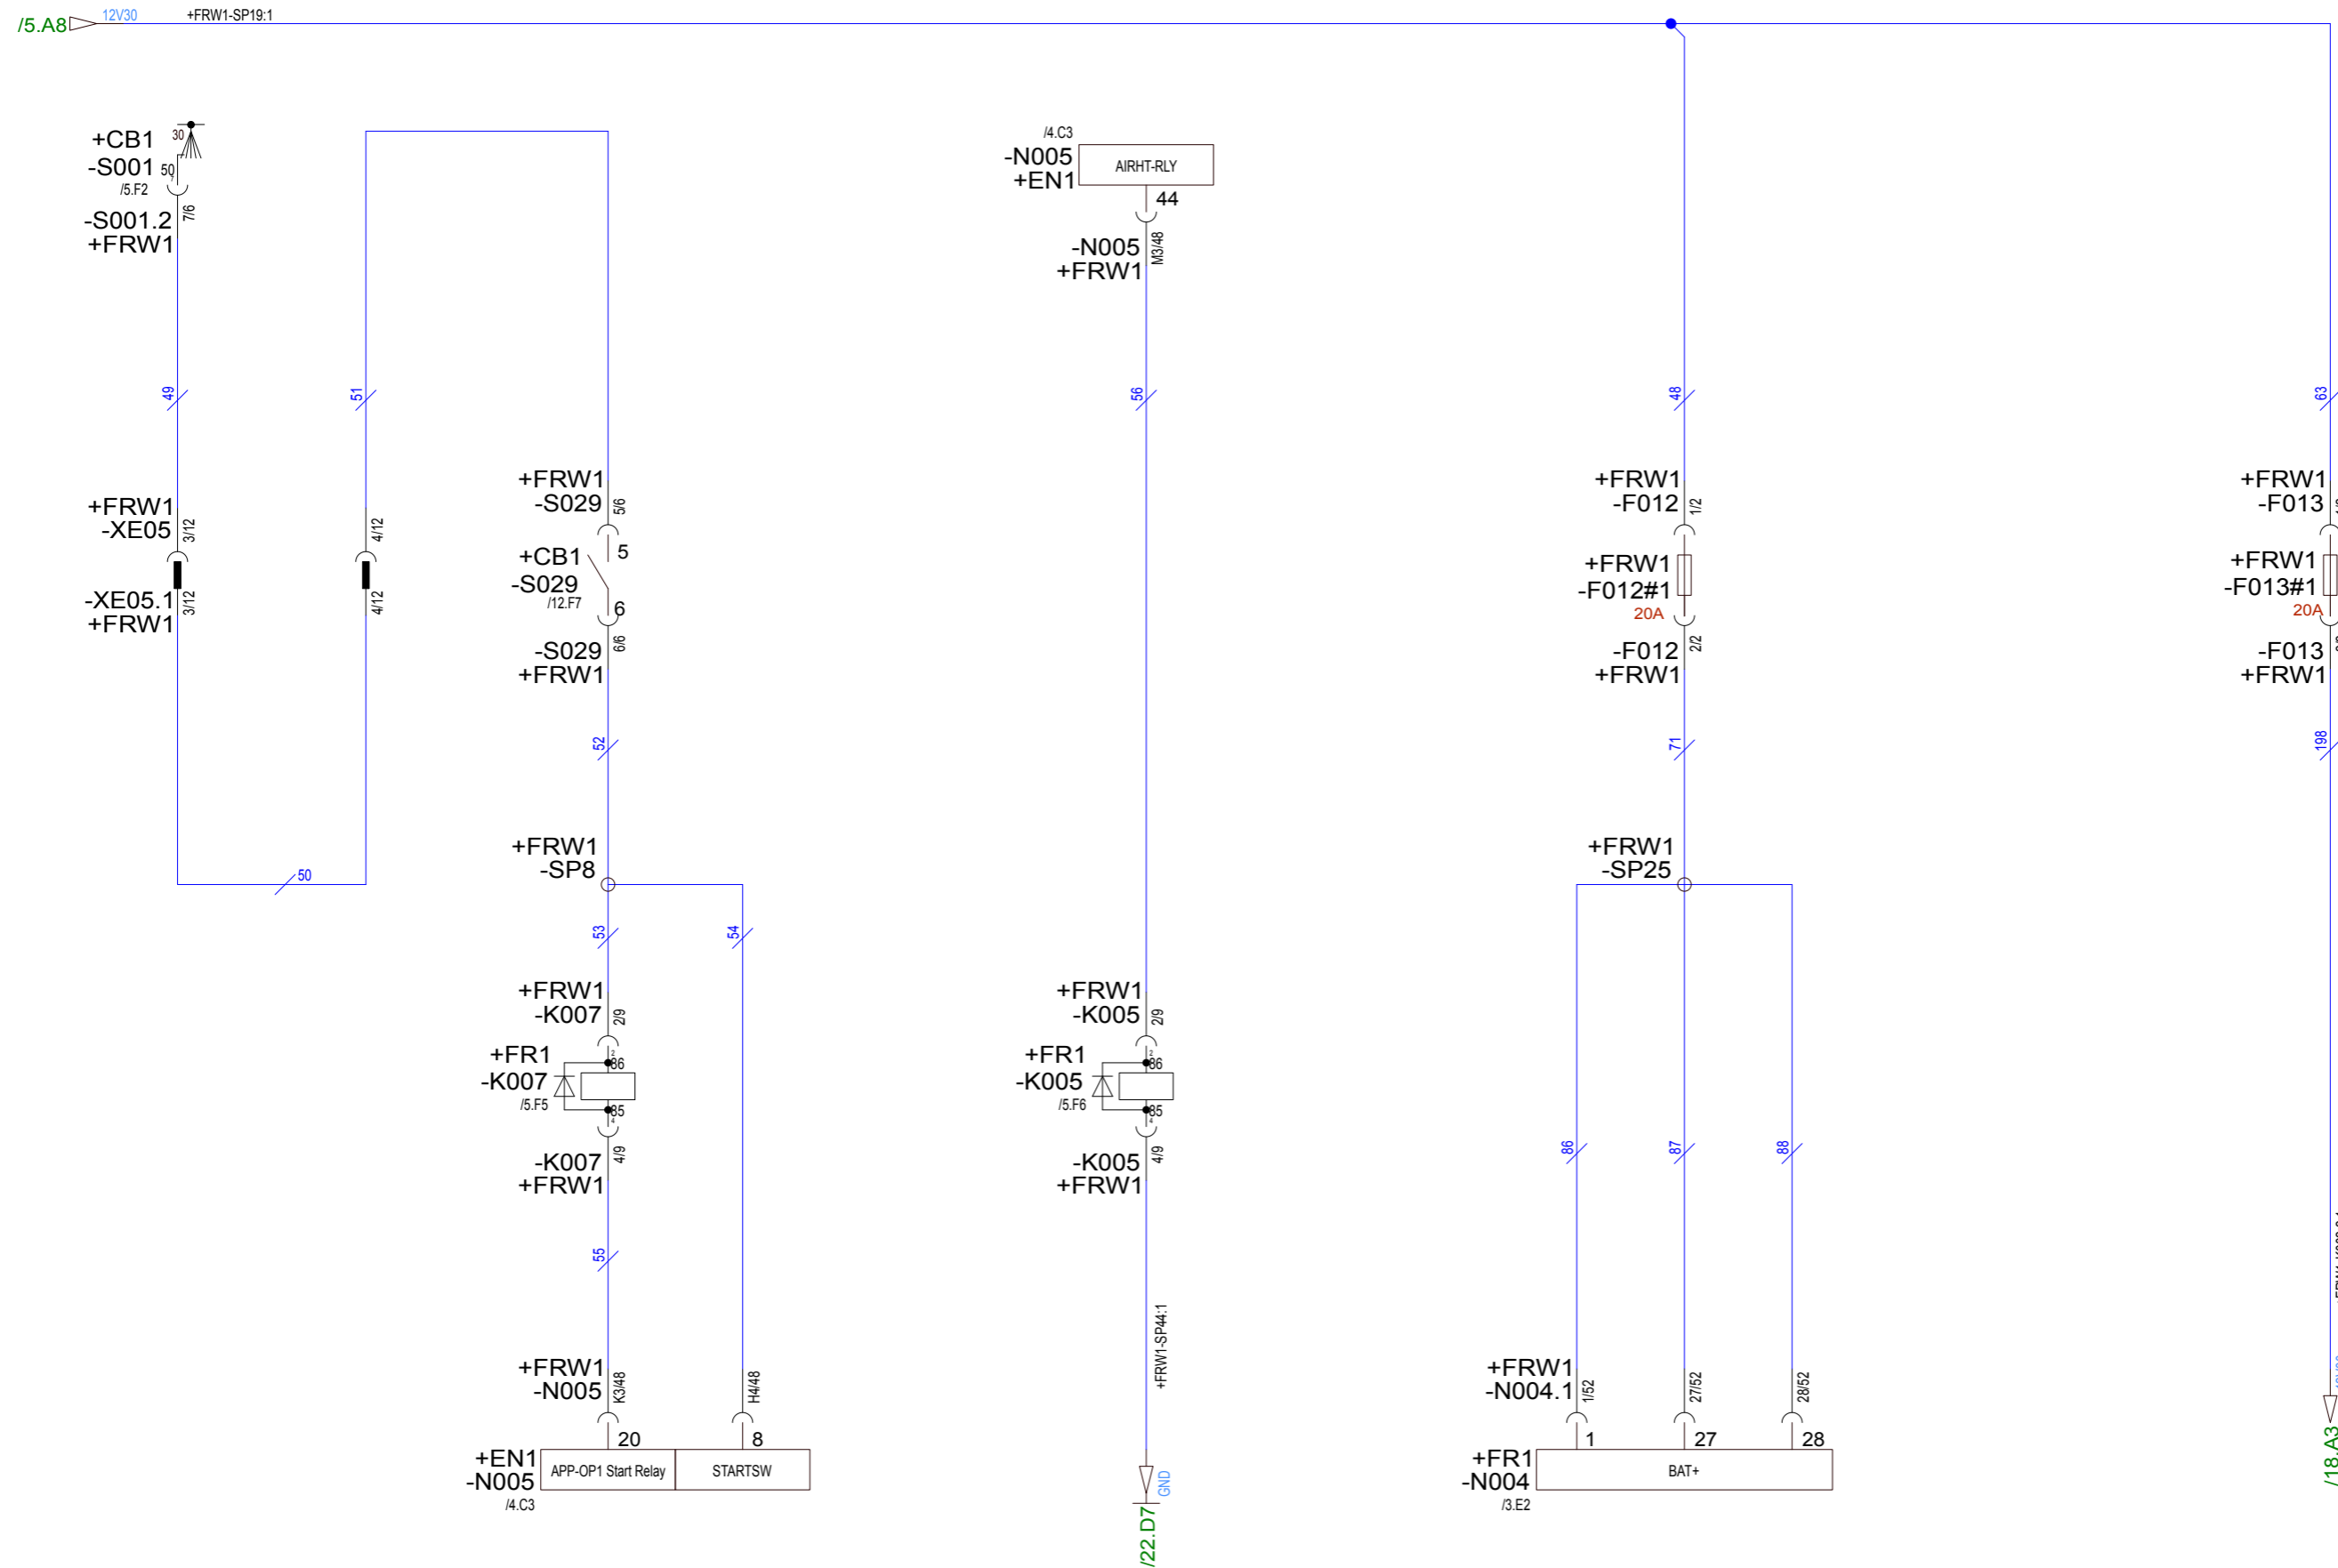 /5.A8
12V30
+FRW1-SP19:1
+CB1
30
-S001
50
/5.F2
-S001.2
7/6
+FRW1
49
+FRW1
-XE05
3/12
-XE05.1
3/12
+FRW1
50
51
4/12
4/12
+FRW1
-S029
5/6
+CB1
5
-S029
/12.F7
6
-S029
6/6
+FRW1
52
+FRW1
-SP8
53
54
+FRW1
-K007
2/9
+FR1
2
86
-K007
/5.F5
85
4
-K007
4/9
+FRW1
55
+FRW1
-N005
K3/48
H4/48
20
8
+EN1
-N005
APP-OP1 Start Relay
STARTSW
/4.C3
/4.C3
-N005
AIRHT-RLY
+EN1
44
-N005
M3/48
+FRW1
56
+FRW1
-K005
2/9
+FR1
2
86
-K005
/5.F6
85
4
-K005
4/9
+FRW1
+FRW1-SP44:1
GND
/22.D7
48
+FRW1
-F012
1/2
+FRW1
-F012#1
20A
-F012
2/2
+FRW1
71
+FRW1
-SP25
86
87
88
+FRW1
-N004.1
1/52
27/52
28/52
1
27
28
+FR1
-N004
BAT+
/3.E2
63
+FRW1
-F013
+FRW1
-F013#1
20A
-F013
+FRW1
198
/18.A3